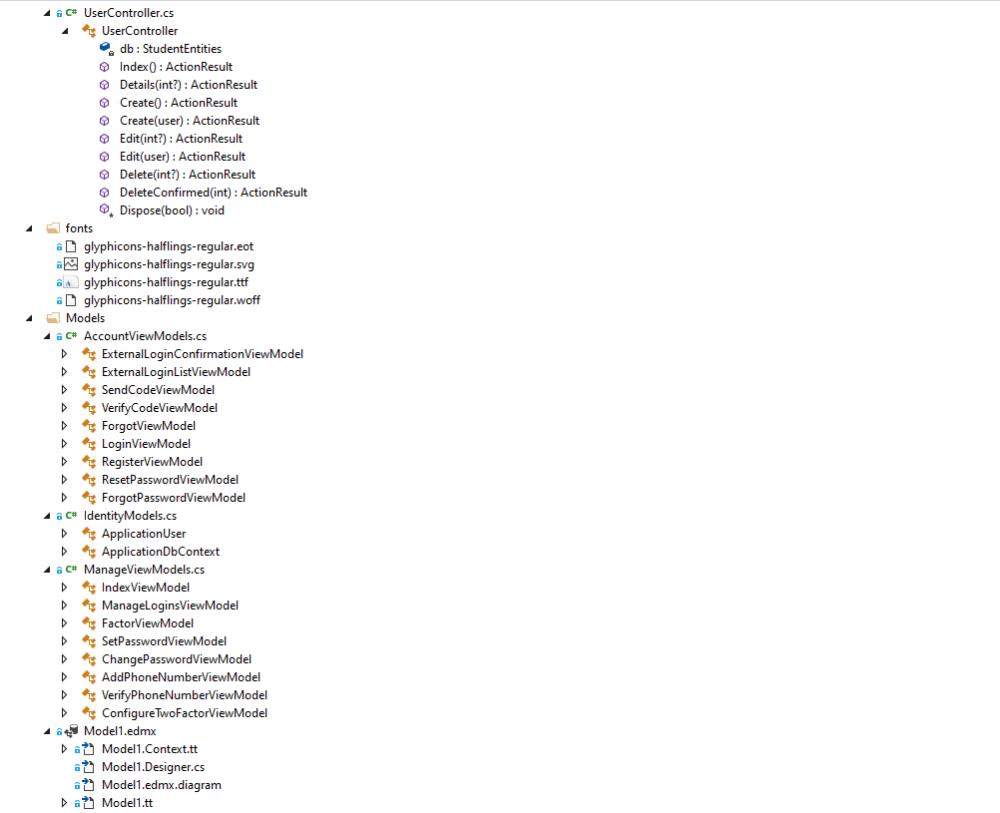 C# UserController.cs
UserController
db : StudentEntities
Index() : ActionResult
Details(int?) : ActionResult
Create() : ActionResult
Create(user) : ActionResult
Edit(int?) : ActionResult
Edit(user) : ActionResult
Delete(int?) : ActionResult
DeleteConfirmed(int) : ActionResult
Dispose(bool) : void
fonts
glyphicons-halflings-regular.eot
glyphicons-halflings-regular.svg
A glyphicons-halflings-regular.ttf
glyphicons-halflings-regular.woff
Models
C# AccountViewModels.cs
ExternalLoginConfirmationViewModel
ExternalLoginListViewModel
SendCodeViewModel
VerifyCodeViewModel
ForgotViewModel
LoginViewModel
RegisterViewModel
ResetPasswordViewModel
ForgotPasswordViewModel
C# IdentityModels.cs
ApplicationUser
ApplicationDbContext
C# ManageViewModels.cs
IndexViewModel
ManageLoginsViewModel
FactorViewModel
SetPasswordViewModel
ChangePasswordViewModel
AddPhoneNumberViewModel
VerifyPhoneNumberViewModel
ConfigureTwoFactorViewModel
Model1.edmx
Model1.Context.tt
Model1.Designer.cs
Model1.edmx.diagram
Model1.tt